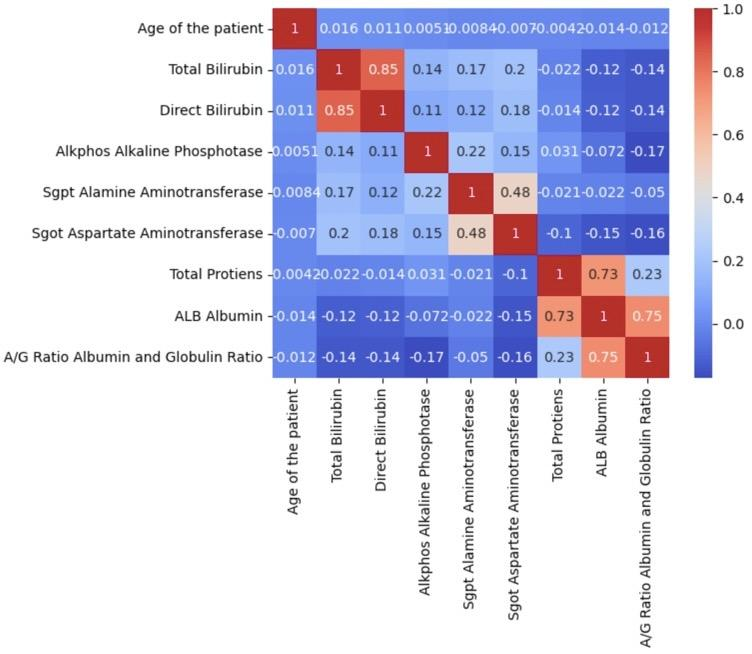 Age of the patient 1 0.016 0.011 0.0051 -0.0084 -0.007 0.0042 -0.014 -0.012
Total Bilirubin 0.016 1 0.85 0.14 0.17 0.2 -0.022 -0.12 -0.14
Direct Bilirubin 0.011 0.85 1 0.11 0.12 0.18 -0.014 -0.12 -0.14
Alkphos Alkaline Phosphotase 0.0051 0.14 0.11 1 0.22 0.15 0.031 -0.072 -0.17
Sgpt Alamine Aminotransferase -0.0084 0.17 0.12 0.22 1 0.48 -0.021 -0.022 -0.05
Sgot Aspartate Aminotransferase -0.007 0.2 0.18 0.15 0.48 1 -0.1 -0.15 -0.16
Total Protiens 0.0042 -0.022 -0.014 0.031 -0.021 -0.1 1 0.73 0.23
ALB Albumin -0.014 -0.12 -0.12 -0.072 -0.022 -0.15 0.73 1 0.75
A/G Ratio Albumin and Globulin Ratio -0.012 -0.14 -0.14 -0.17 -0.05 -0.16 0.23 0.75 1
Age of the patient
Total Bilirubin
Direct Bilirubin
Alkphos Alkaline Phosphotase
Sgpt Alamine Aminotransferase
Sgot Aspartate Aminotransferase
Total Protiens
ALB Albumin
A/G Ratio Albumin and Globulin Ratio
1.0
0.8
0.6
0.4
0.2
0.0